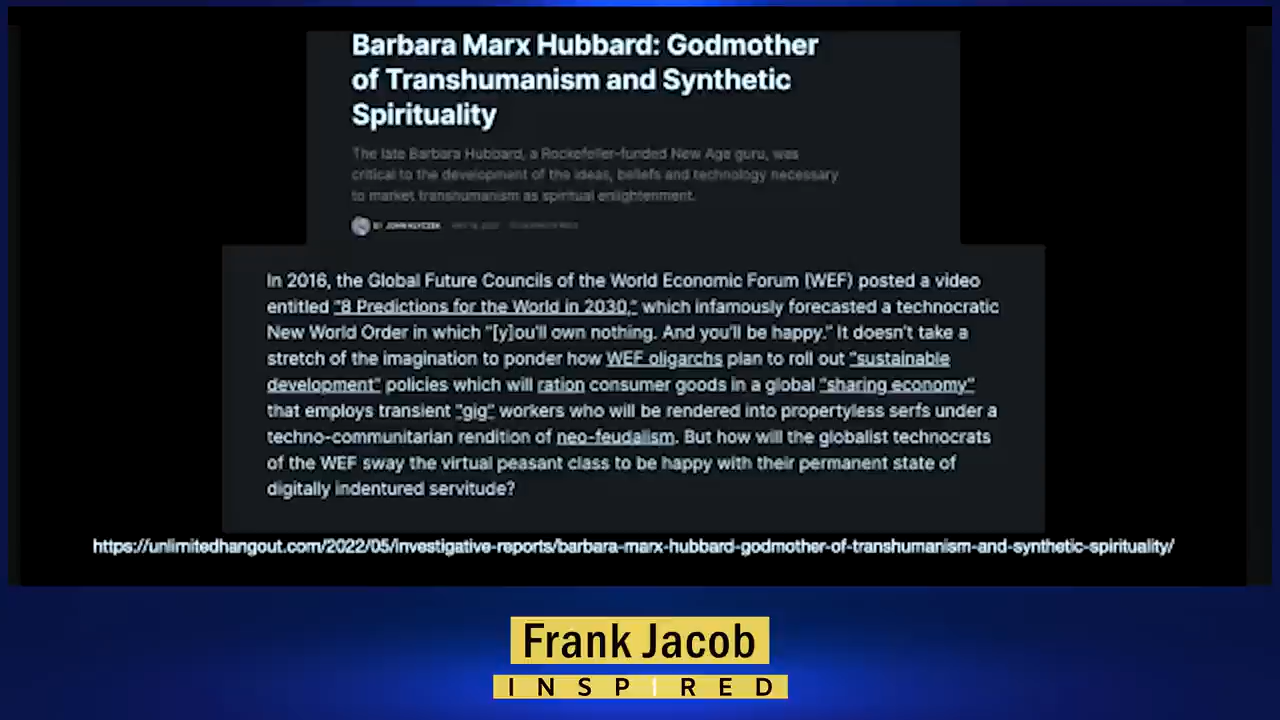 Barbara Marx Hubbard: Godmother
of Transhumanism and Synthetic
Spirituality
The late Barbara Hubbard, a Rockefeller-funded New Age guru, was
critical to the development of the ideas, beliefs and technology necessary
to market transhumanism as spiritual enlightenment.
BY JOHN KLYCZEK
In 2016, the Global Future Councils of the World Economic Forum (WEF) posted a video
entitled "8 Predictions for the World in 2030," which infamously forecasted a technocratic
New World Order in which "[y]ou'll own nothing. And you'll be happy." It doesn't take a
stretch of the imagination to ponder how WEF oligarchs plan to roll out "sustainable
development" policies which will ration consumer goods in a global "sharing economy"
that employs transient "gig" workers who will be rendered into propertyless serfs under a
techno-communitarian rendition of neo-feudalism. But how will the globalist technocrats
of the WEF sway the virtual peasant class to be happy with their permanent state of
digitally indentured servitude?
https://unlimitedhangout.com/2022/05/investigative-reports/barbara-marx-hubbard-godmother-of-transhumanism-and-synthetic-spirituality/
Frank Jacob
INSPIRED